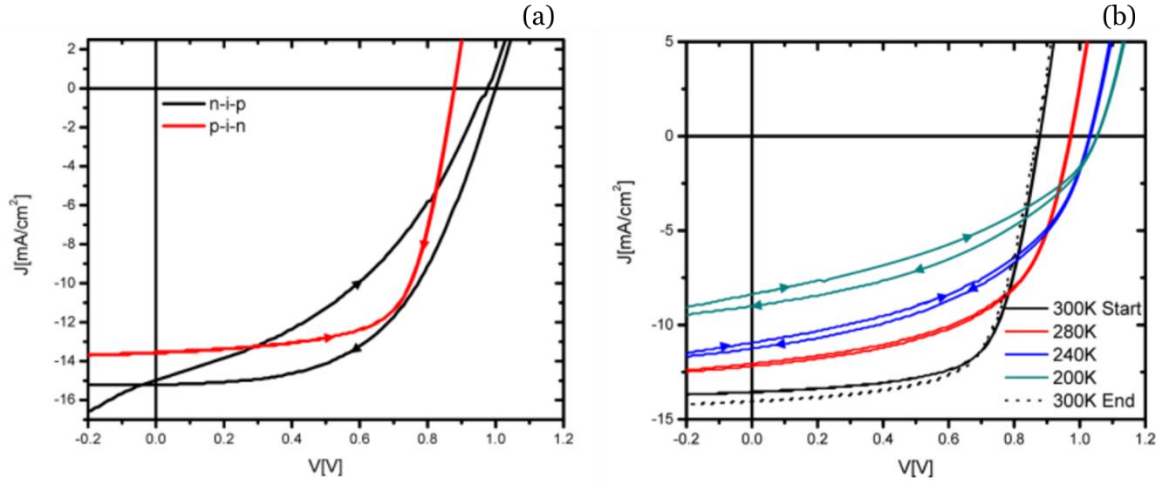 (a)
2
0
-2
-4
-6
-8
-10
-12
-14
-16
J[mA/cm²]
n-i-p
p-i-n
-0.2 0.0 0.2 0.4 0.6 0.8 1.0 1.2
V[V]
(b)
5
0
-5
-10
-15
J[mA/cm²]
300K Start
280K
240K
200K
300K End
-0.2 0.0 0.2 0.4 0.6 0.8 1.0 1.2
V[V]